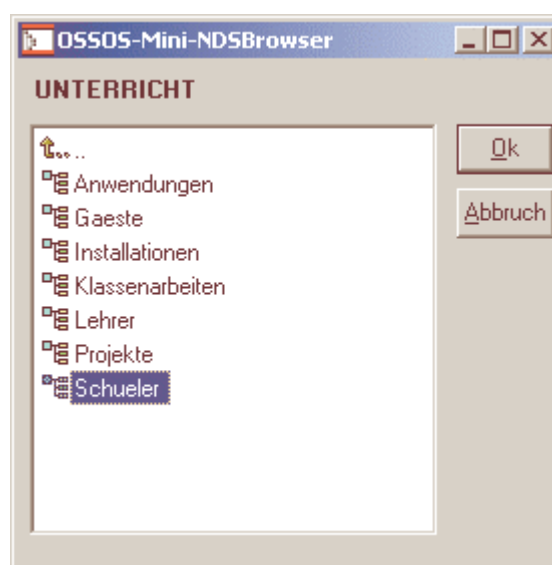 OSSOS-Mini-NDSBrowser
UNTERRICHT
..
Anwendungen
Gaeste
Installationen
Klassenarbeiten
Lehrer
Projekte
Schueler
Ok
Abbruch